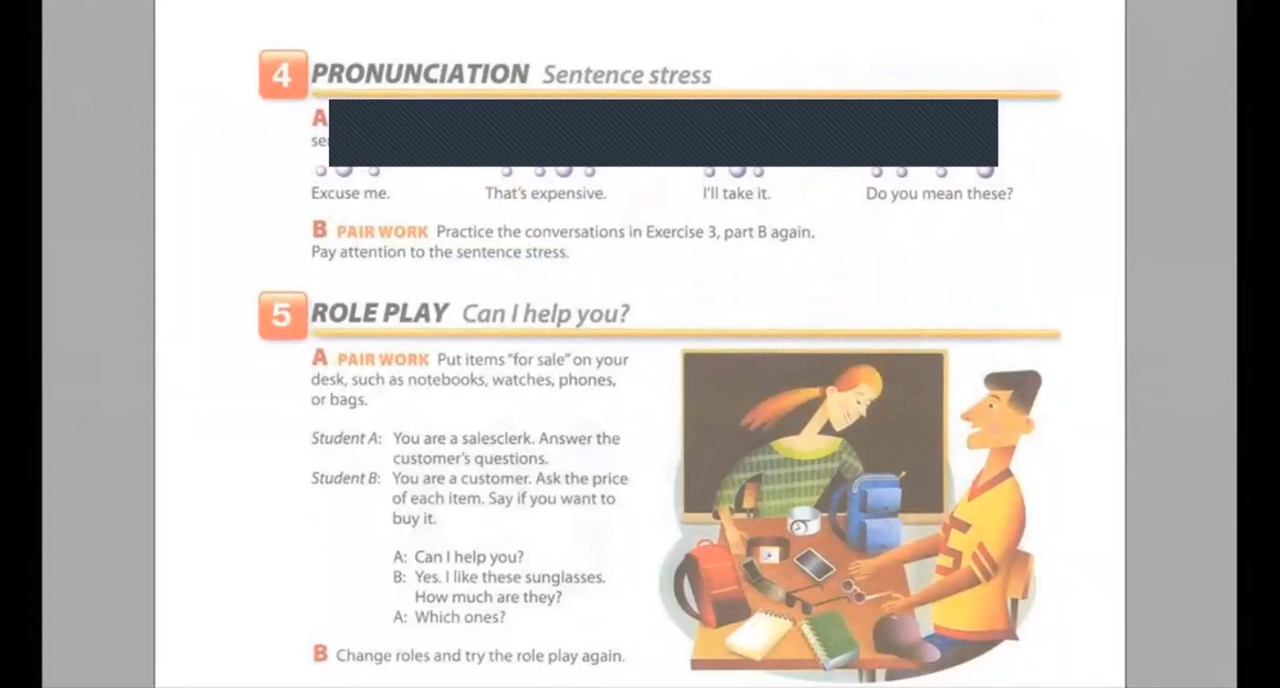 4 PRONUNCIATION Sentence stress
A
Excuse me. That's expensive. I'll take it. Do you mean these?
B PAIR WORK Practice the conversations in Exercise 3, part B again.
Pay attention to the sentence stress.
5 ROLE PLAY Can I help you?
A PAIR WORK Put items "for sale" on your
desk, such as notebooks, watches, phones,
or bags.
Student A: You are a salesclerk. Answer the
customer's questions.
Student B: You are a customer. Ask the price
of each item. Say if you want to
buy it.
A: Can I help you?
B: Yes. I like these sunglasses.
How much are they?
A: Which ones?
B Change roles and try the role play again.